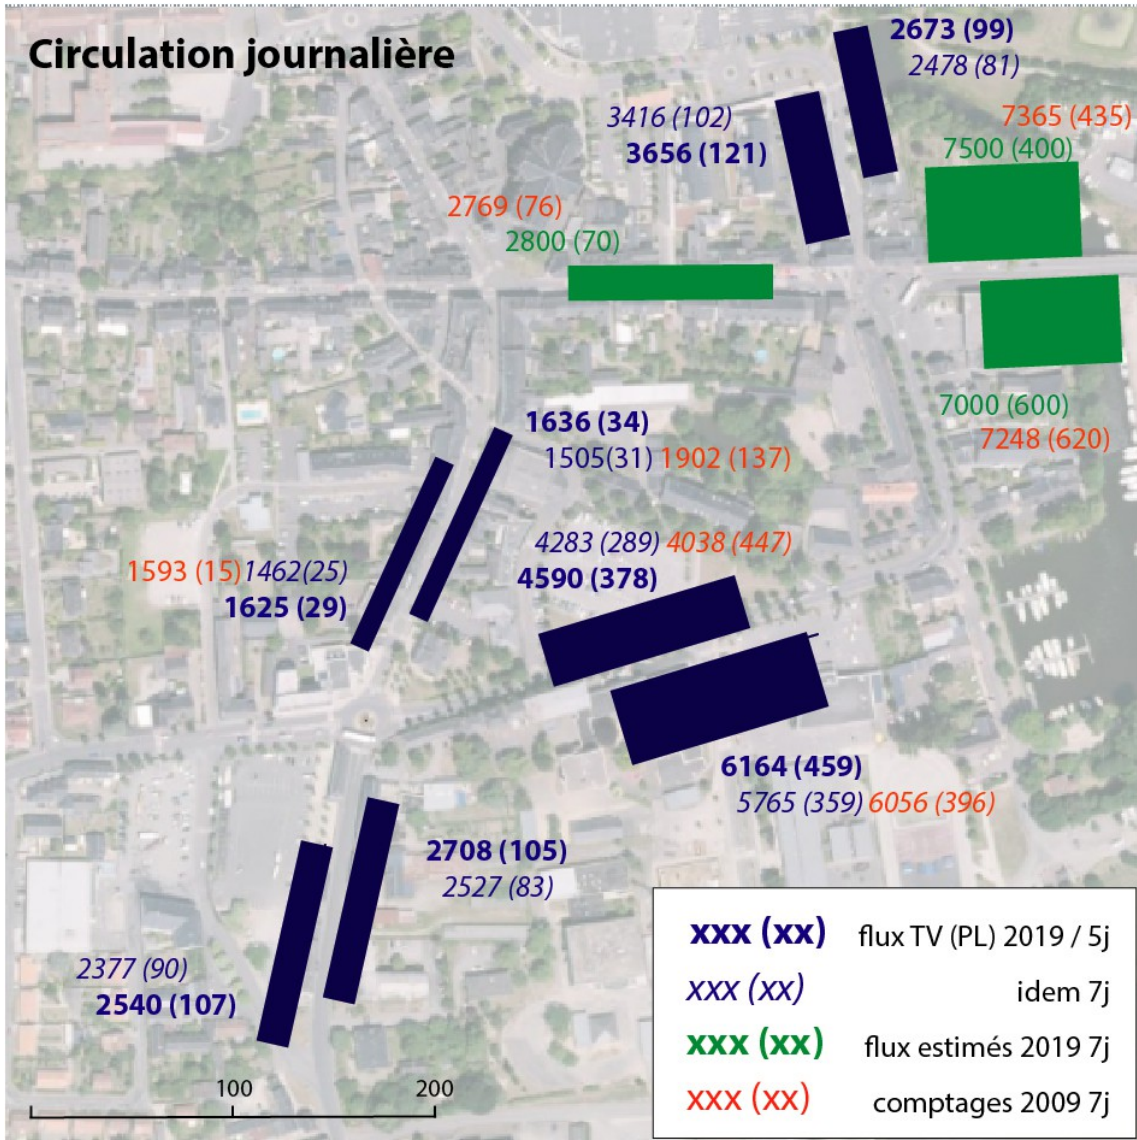 Circulation journalière
2673 (99)
2478 (81)
3416 (102)
3656 (121)
7365 (435)
7500 (400)
2769 (76)
2800 (70)
7000 (600)
7248 (620)
1636 (34)
1505(31) 1902 (137)
4283 (289) 4038 (447)
4590 (378)
1593 (15) 1462(25)
1625 (29)
6164 (459)
5765 (359) 6056 (396)
2708 (105)
2527 (83)
2377 (90)
2540 (107)
xxx (xx) flux TV (PL) 2019 / 5j
xxx (xx) idem 7j
xxx (xx) flux estimés 2019 7j
xxx (xx) comptages 2009 7j
100 200